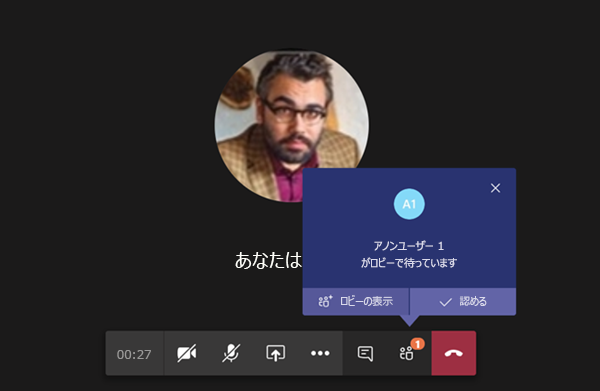 A1
アノンユーザー 1
がロビーで待っています
あなたは
ロビーの表示
認める
00:27
1